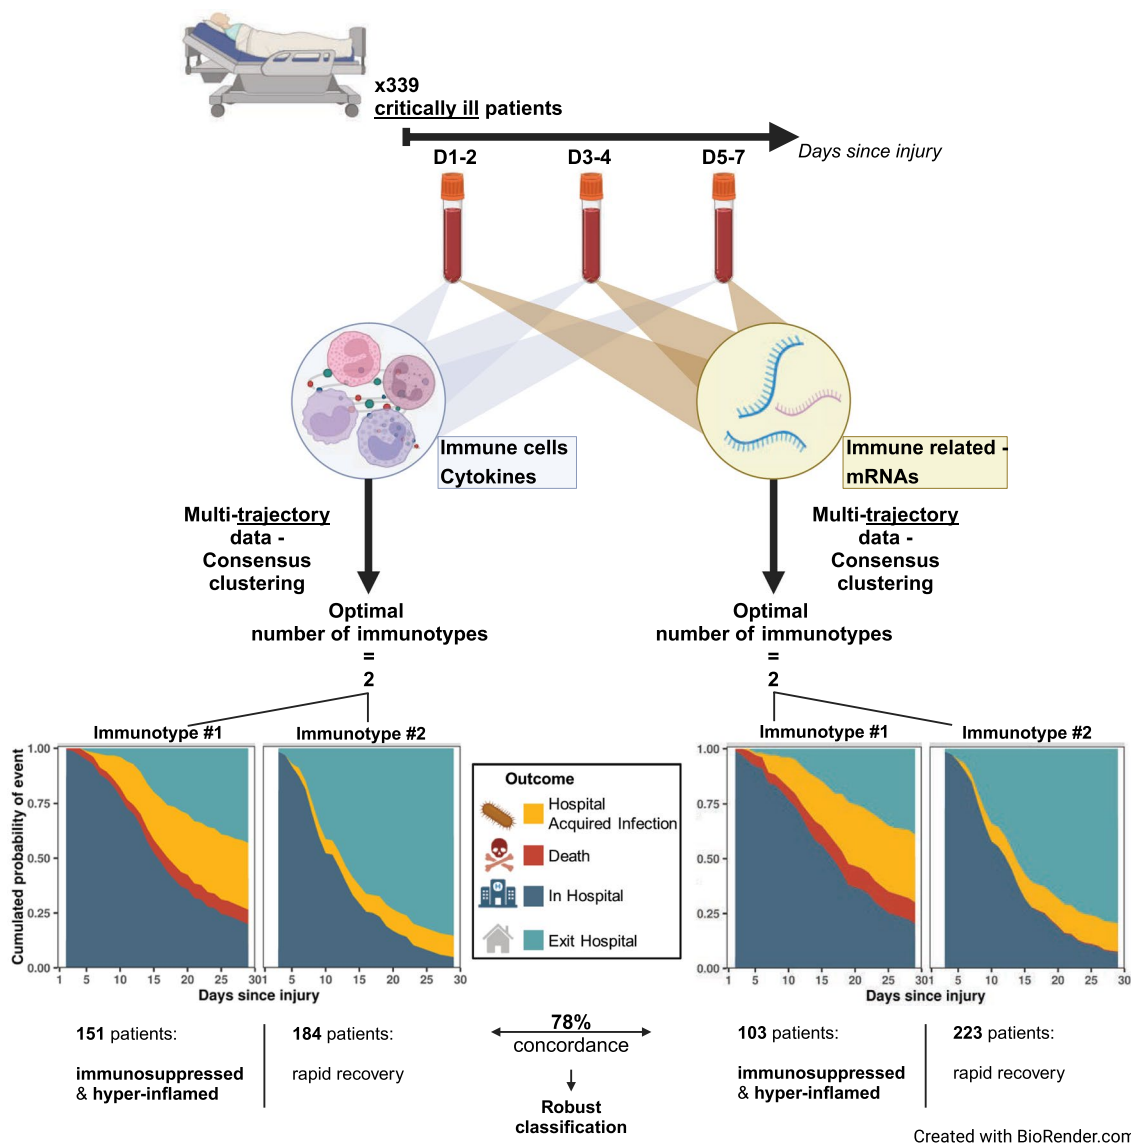 x339
critically ill patients
Days since injury
D1-2
D3-4
D5-7
Immune cells
Cytokines
Immune related -
mRNAs
Multi-trajectory
data -
Consensus
clustering
Multi-trajectory
data -
Consensus
clustering
Optimal
number of immunotypes
=
2
Optimal
number of immunotypes
=
2
Immunotype #1
Immunotype #2
Immunotype #1
Immunotype #2
Cumulated probability of event
1.00
0.75
0.50
0.25
0.00
1 5 10 15 20 25 30
1 5 10 15 20 25 30
Days since injury
Outcome
Hospital
Acquired Infection
Death
H
In Hospital
Exit Hospital
1.00
0.75
0.50
0.25
0.00
1 5 10 15 20 25 30
1 5 10 15 20 25 30
Days since injury
151 patients:
immunosuppressed
& hyper-inflamed
184 patients:
rapid recovery
78%
concordance
Robust
classification
103 patients:
immunosuppressed
& hyper-inflamed
223 patients:
rapid recovery
Created with BioRender.com